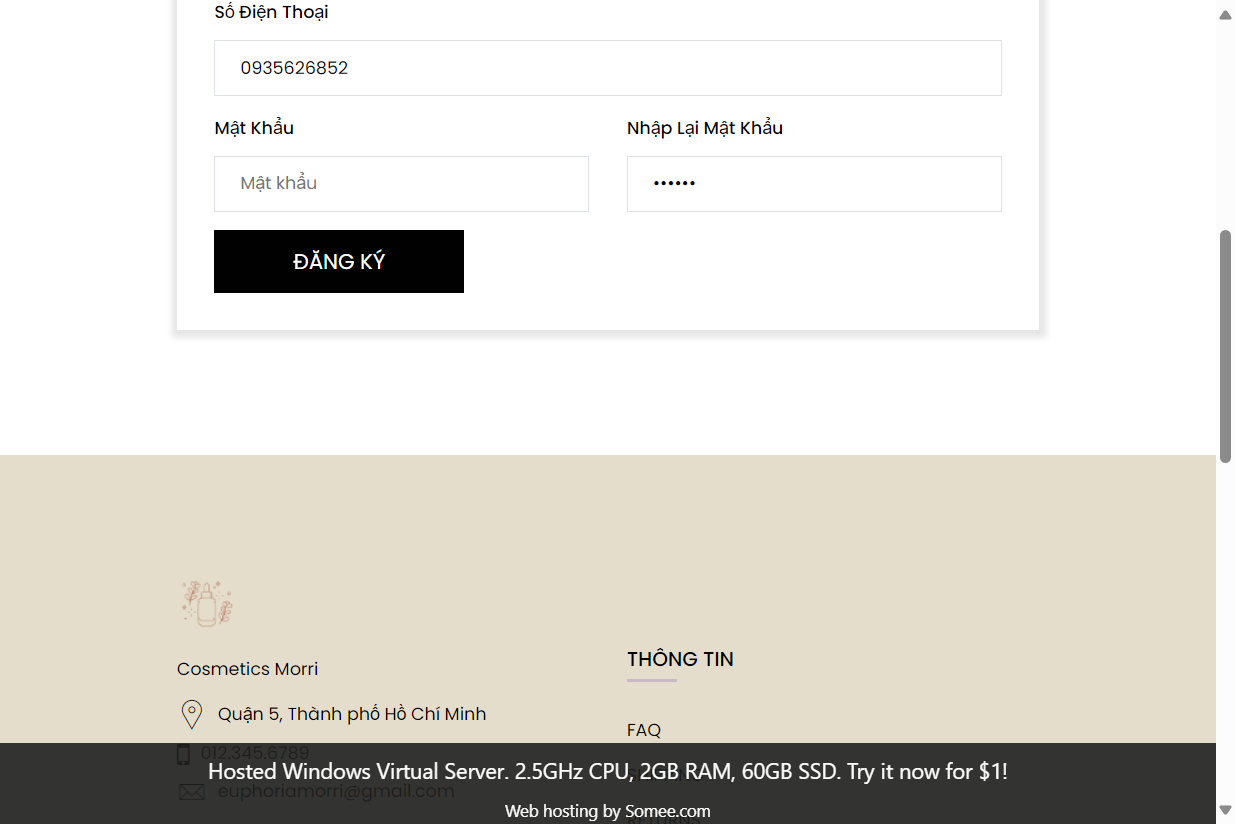 Số Điện Thoại
0935626852
Mật Khẩu
Nhập Lại Mật Khẩu
Mật khẩu
••••••
ĐĂNG KÝ
Cosmetics Morri
Quận 5, Thành phố Hồ Chí Minh
012.345.6789
euphoriamorri@gmail.com
THÔNG TIN
FAQ
RETURNS
Hosted Windows Virtual Server. 2.5GHz CPU, 2GB RAM, 60GB SSD. Try it now for $1!
Web hosting by Somee.com